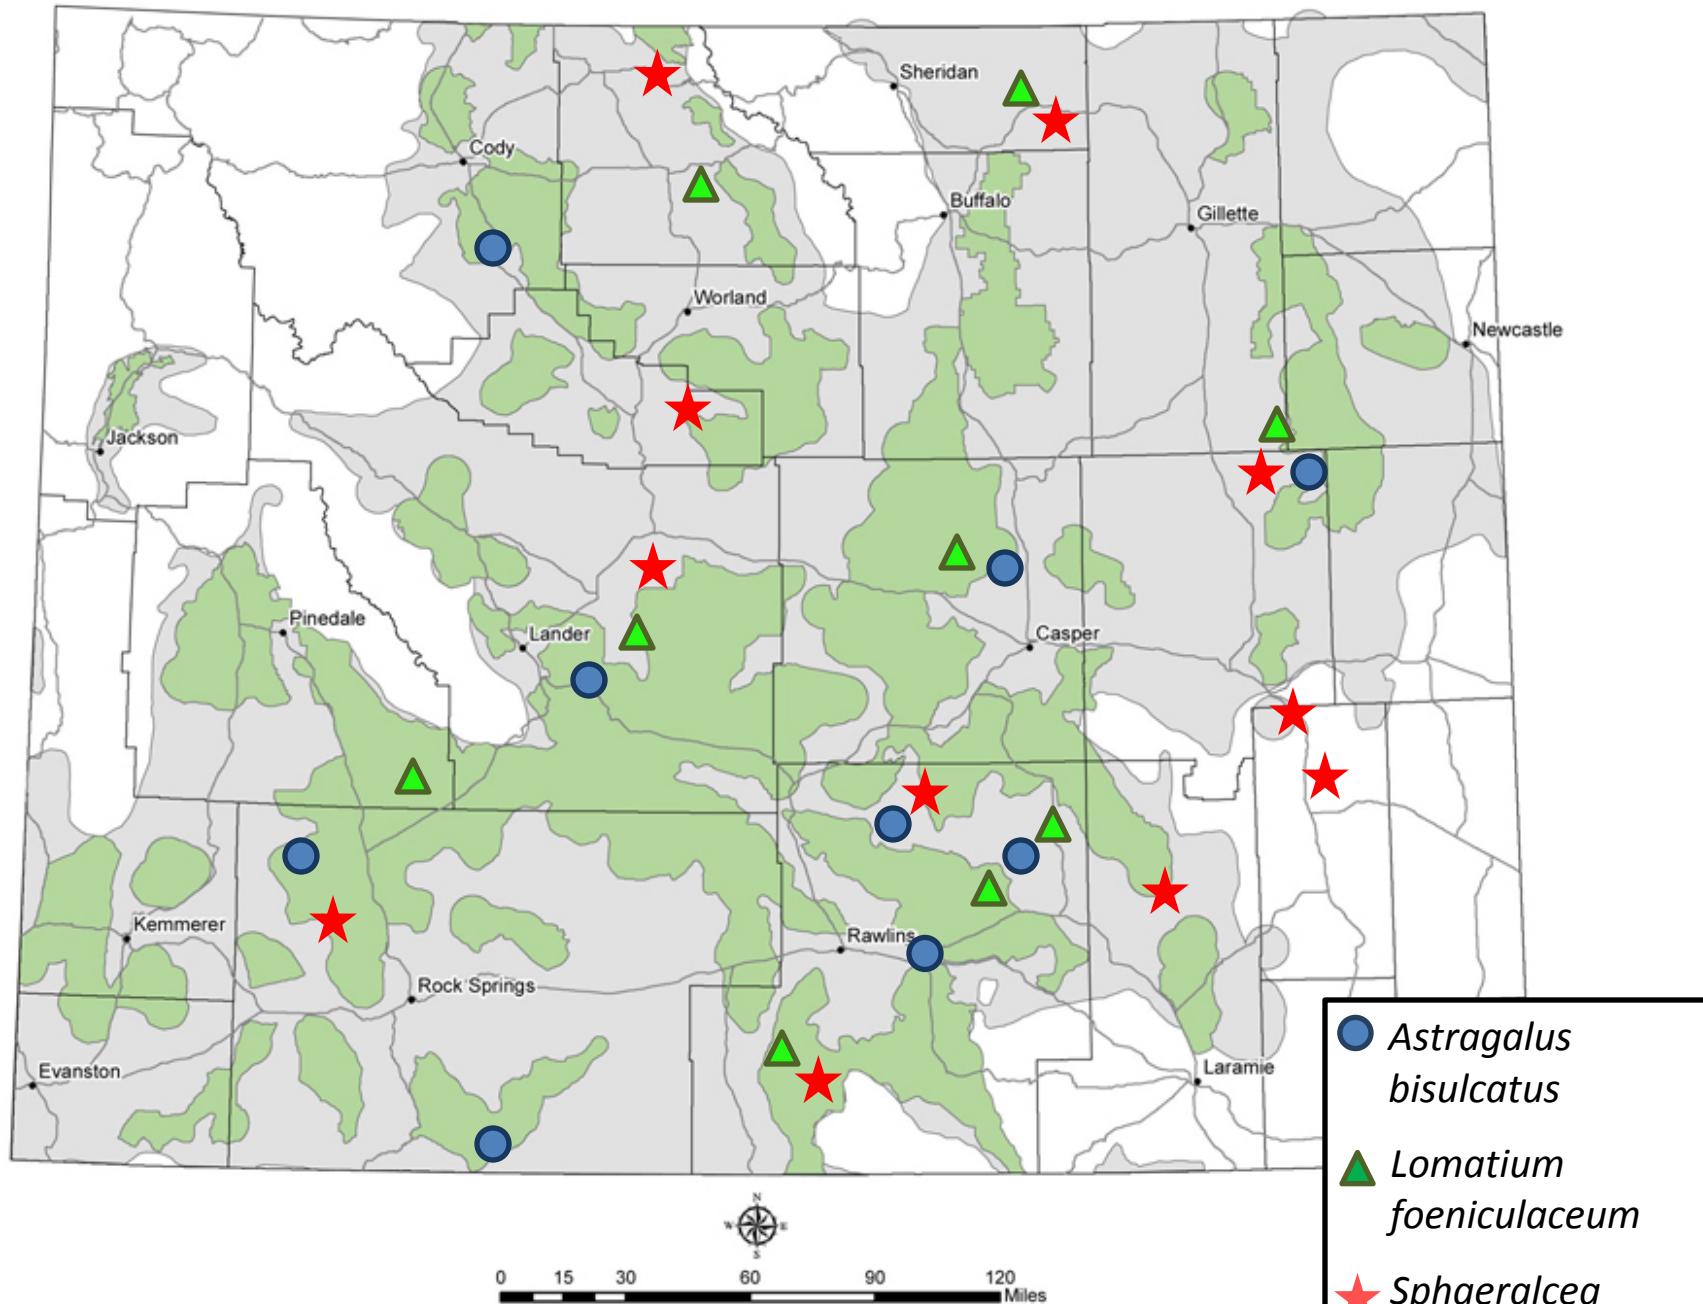 Sheridan
Cody
Buffalo
Gillette
Worland
Newcastle
Jackson
Pinedale
Lander
Casper
Kemmerer
Rawlins
Rock Springs
Evanston
Laramie
Astragalus
bisulcatus
Lomatium
foeniculaceum
Sphaeralcea
N
W E
S
0 15 30 60 90 120
Miles